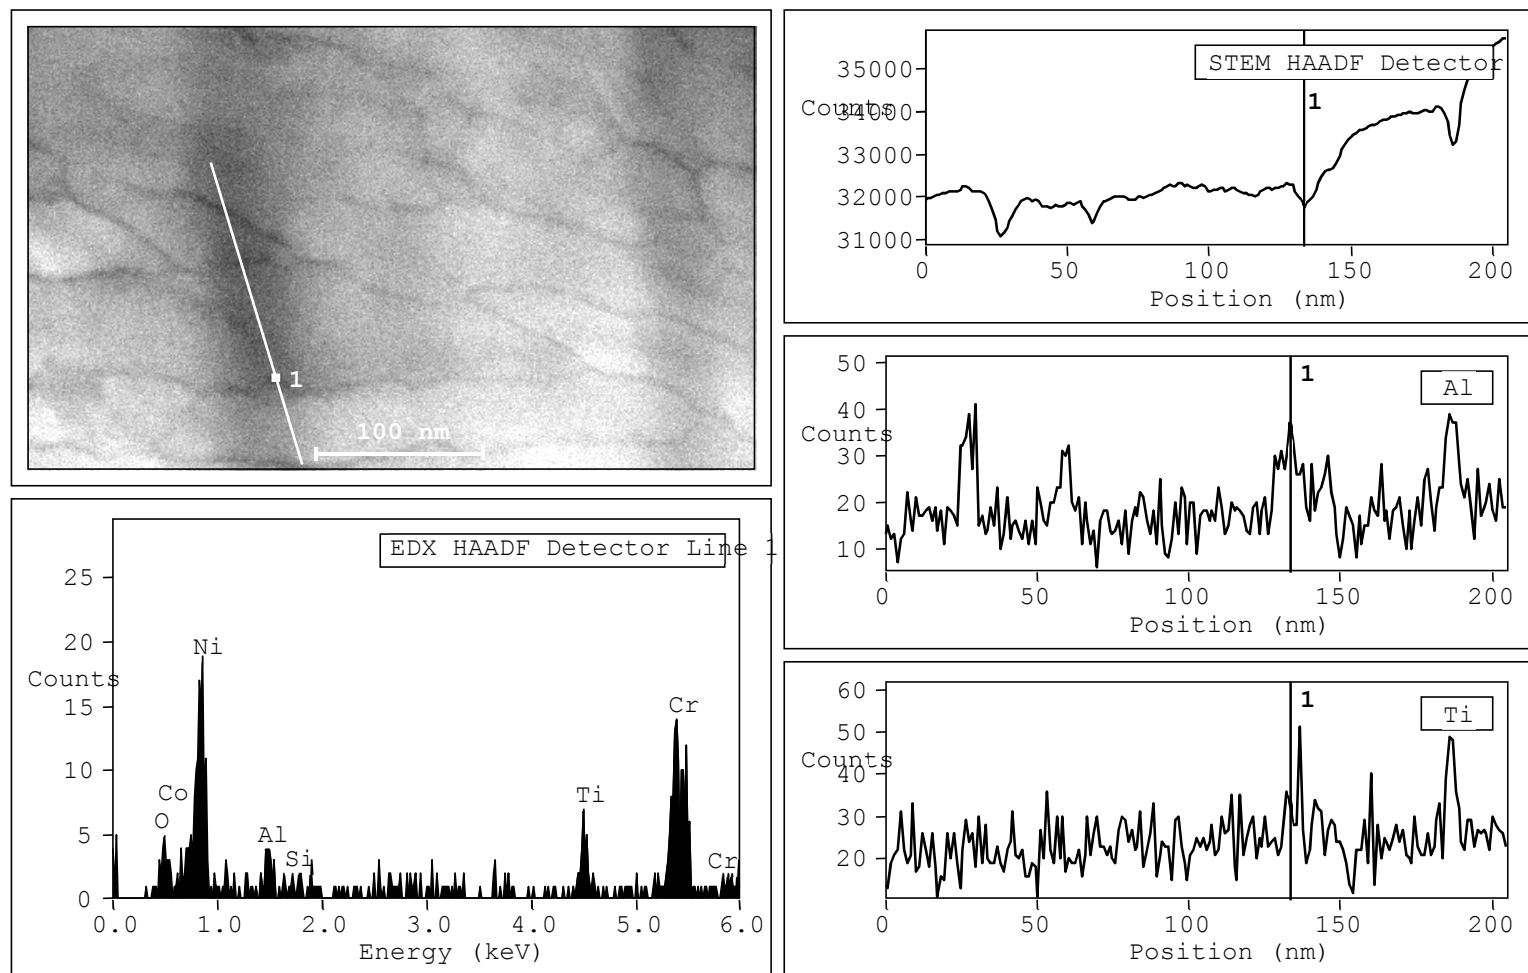 1
100 nm
EDX HAADF Detector Line 1
25
20
15
10
5
0
Counts
Ni
Co
O
Al
Si
Ti
Cr
Cr
0.0 1.0 2.0 3.0 4.0 5.0 6.0
Energy (keV)
STEM HAADF Detector
1
35000
34000
33000
32000
31000
Counts
0 50 100 150 200
Position (nm)
Al
1
50
40
30
20
10
Counts
0 50 100 150 200
Position (nm)
Ti
1
60
50
40
30
20
Counts
0 50 100 150 200
Position (nm)